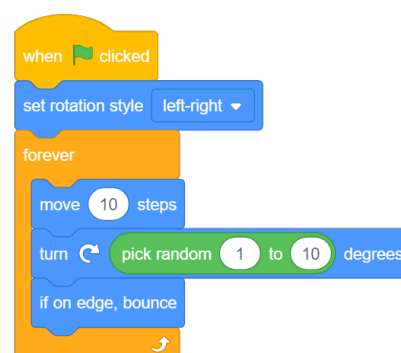 when clicked
set rotation style left-right
forever
move 10 steps
turn pick random 1 to 10 degrees
if on edge, bounce